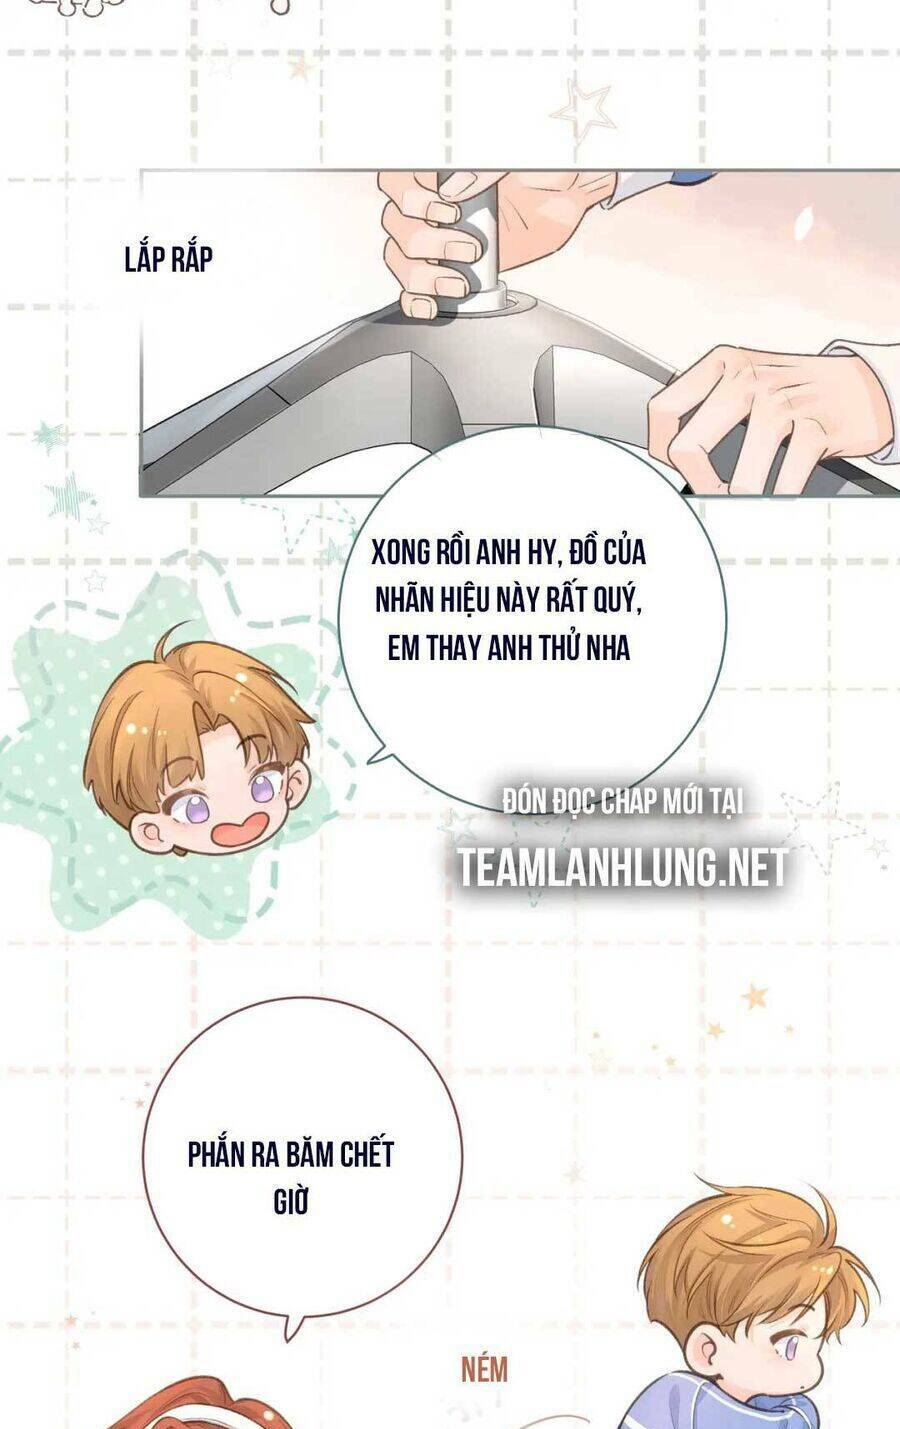 LẮP RẮP
XONG RỒI ANH HY, ĐỒ CỦA
NHÃN HIỆU NÀY RẤT QUÝ,
EM THAY ANH THỬ NHA
ĐÓN ĐỌC CHAP MỚI TẠI
TEAMLANHLUNG.NET
PHẮN RA BĂM CHẾT
GIỜ
NÉM